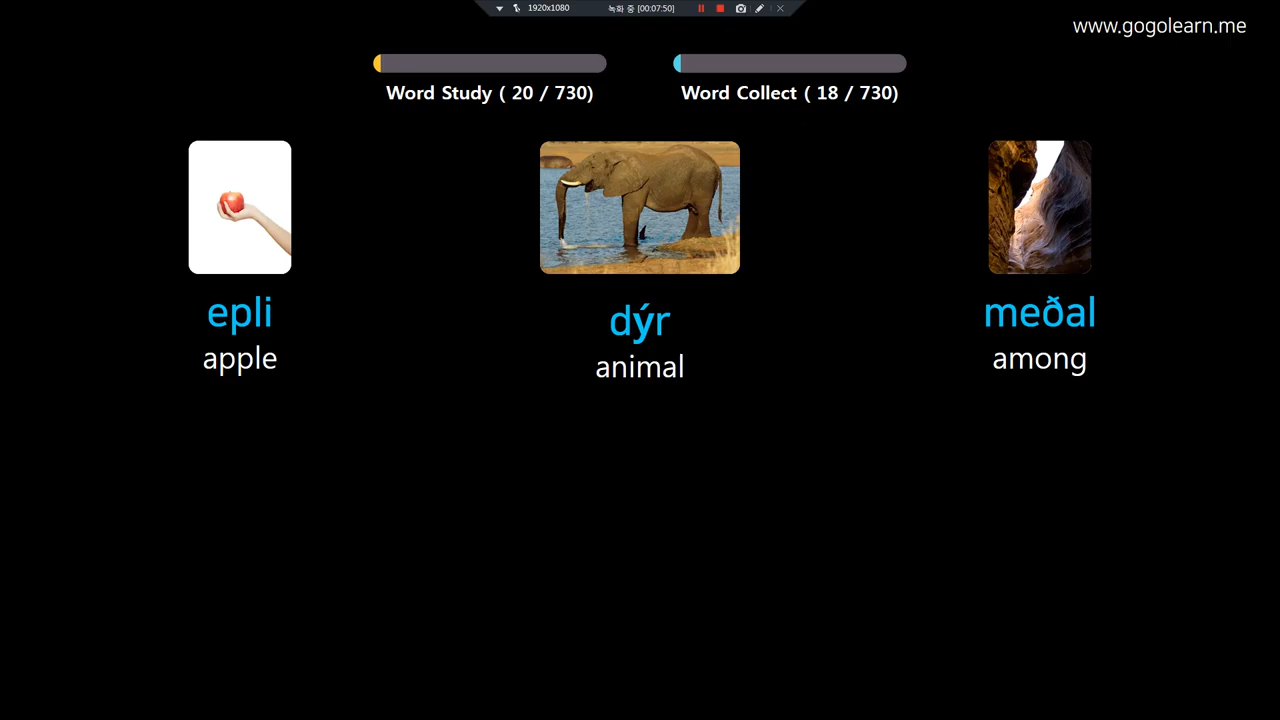 1920x1080 녹화 중 [00:07:50]
www.gogolearn.me
Word Study ( 20 / 730)
Word Collect ( 18 / 730)
epli
apple
dýr
animal
meðal
among